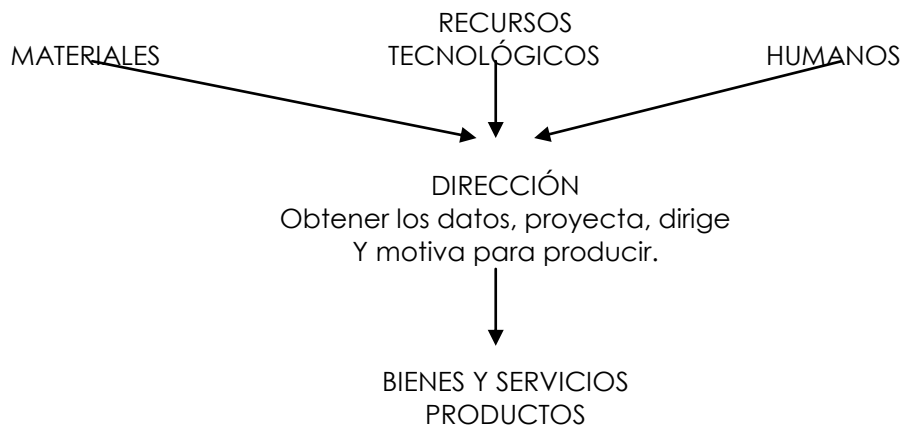 RECURSOS
MATERIALES TECNOLÓGICOS HUMANOS
DIRECCIÓN
Obtener los datos, proyecta, dirige
Y motiva para producir.
BIENES Y SERVICIOS
PRODUCTOS